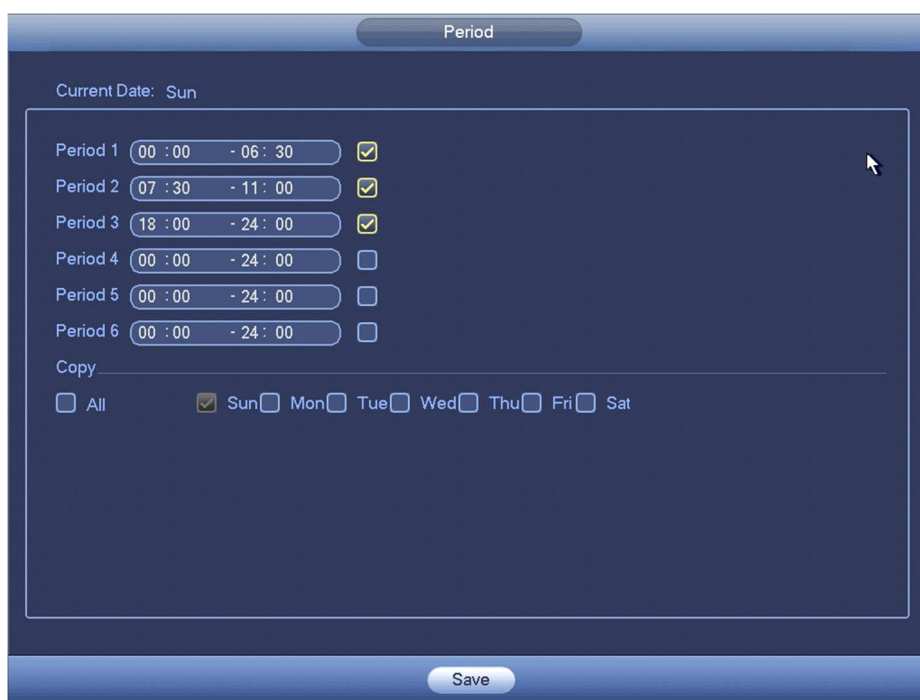 Period
Current Date: Sun
Period 1 00 :00 - 06 : 30
Period 2 07 :30 - 11 : 00
Period 3 18 :00 - 24 : 00
Period 4 00 :00 - 24 : 00
Period 5 00 :00 - 24 : 00
Period 6 00 :00 - 24 : 00
Copy
All Sun Mon Tue Wed Thu Fri Sat
Save